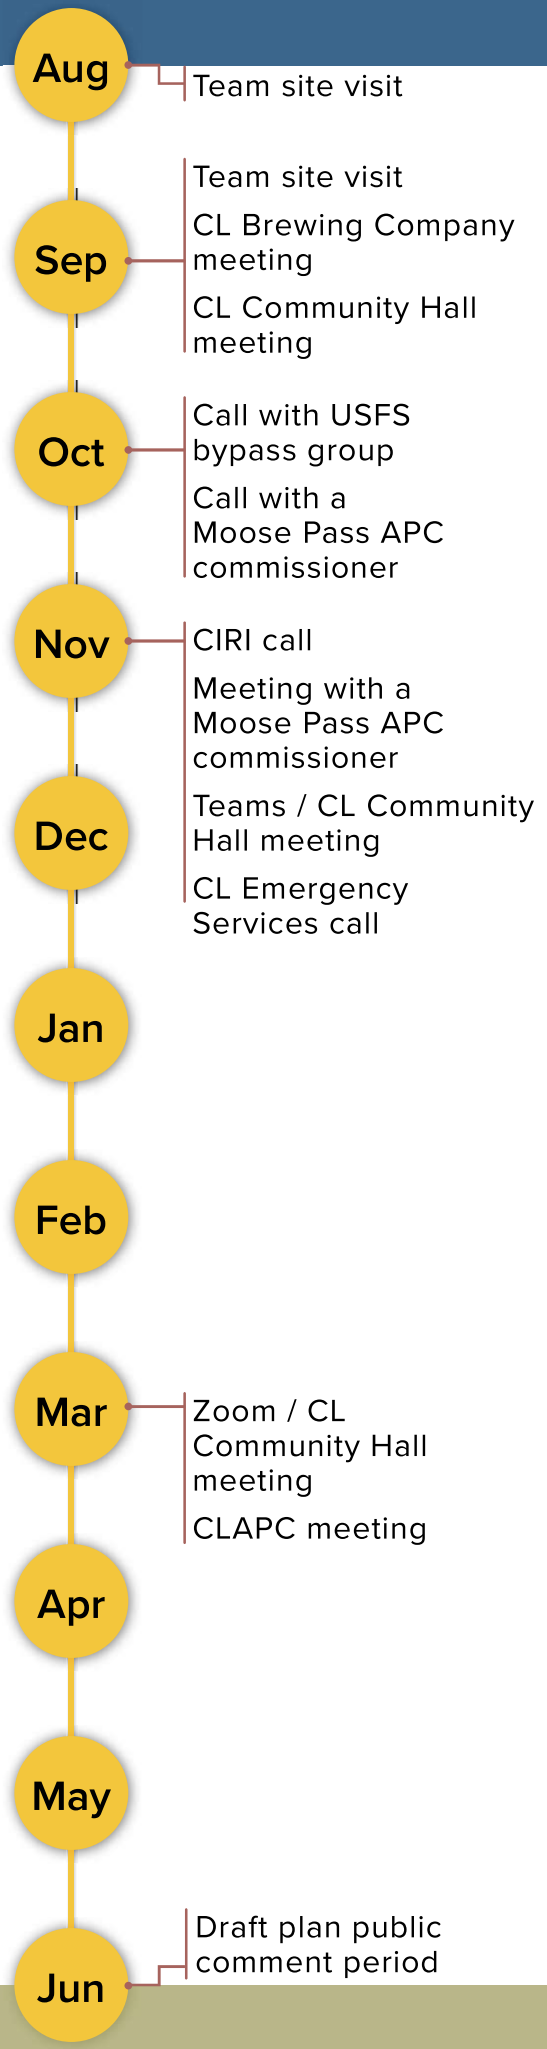 Aug
Team site visit
Sep
Team site visit
CL Brewing Company
meeting
CL Community Hall
meeting
Oct
Call with USFS
bypass group
Call with a
Moose Pass APC
commissioner
Nov
CIRI call
Meeting with a
Moose Pass APC
commissioner
Dec
Teams / CL Community
Hall meeting
CL Emergency
Services call
Jan
Feb
Mar
Zoom / CL
Community Hall
meeting
CLAPC meeting
Apr
May
Jun
Draft plan public
comment period